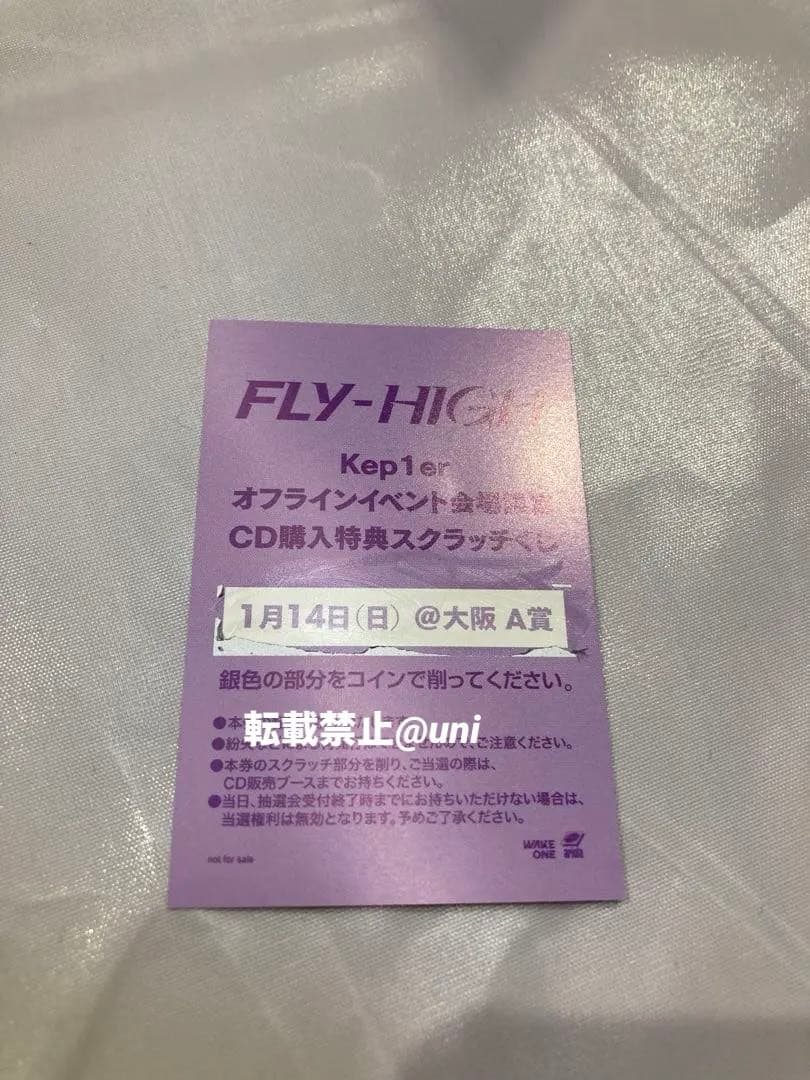 FLY-HIGH
Kep1er
オフラインイベント会場限定
CD購入特典スクラッチくじ
1月14日(日) @大阪 A賞
銀色の部分をコインで削ってください。
●本
転載禁止@uni
●紛失 ご注意ください。
●本券のスクラッチ部分を削り、ご当選の際は、
CD販売ブースまでお持ちください。
●当日、抽選会受付終了時までにお持ちいただけない場合は、
当選権利は無効となります。予めご了承ください。
WAKE
ONE
not for sale